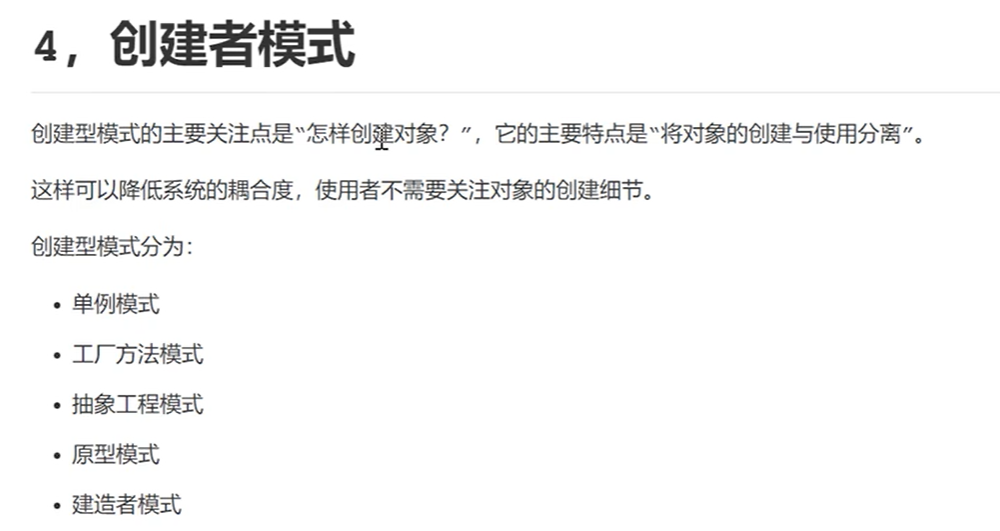 4，创建者模式
创建型模式的主要关注点是“怎样创建对象？”，它的主要特点是“将对象的创建与使用分离”。
这样可以降低系统的耦合度，使用者不需要关注对象的创建细节。
创建型模式分为：
• 单例模式
• 工厂方法模式
• 抽象工程模式
• 原型模式
• 建造者模式